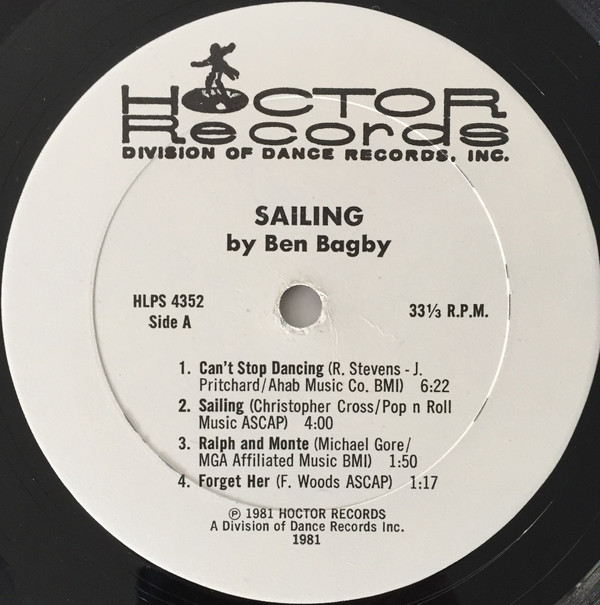 HOCTOR
Records
DIVISION OF DANCE RECORDS, INC.
SAILING
by Ben Bagby
HLPS 4352
Side A
33⅓ R.P.M.
1. Can't Stop Dancing (R. Stevens - J.
Pritchard/Ahab Music Co. BMI) 6:22
2. Sailing (Christopher Cross/Pop n Roll
Music ASCAP) 4:00
3. Ralph and Monte (Michael Gore/
MGA Affiliated Music BMI) 1:50
4. Forget Her (F. Woods ASCAP) 1:17
℗ 1981 HOCTOR RECORDS
A Division of Dance Records Inc.
1981